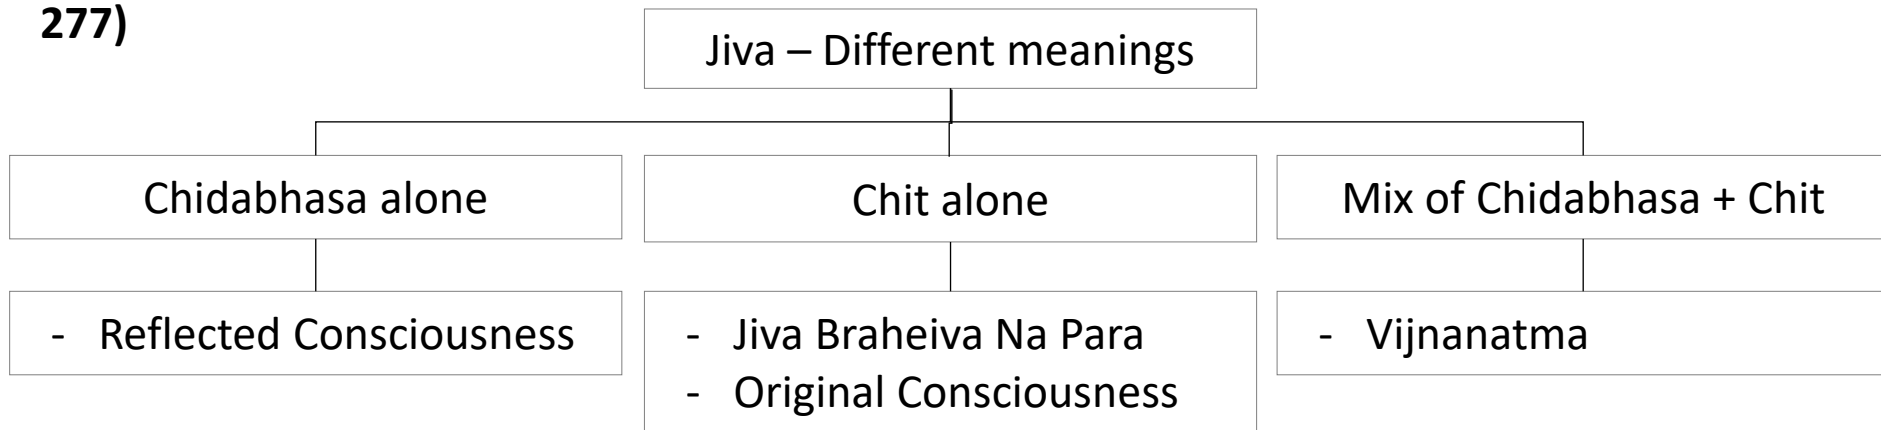 277)
Jiva – Different meanings
Chidabhasa alone
Chit alone
Mix of Chidabhasa + Chit
- Reflected Consciousness
- Jiva Braheiva Na Para
- Original Consciousness
- Vijnanatma